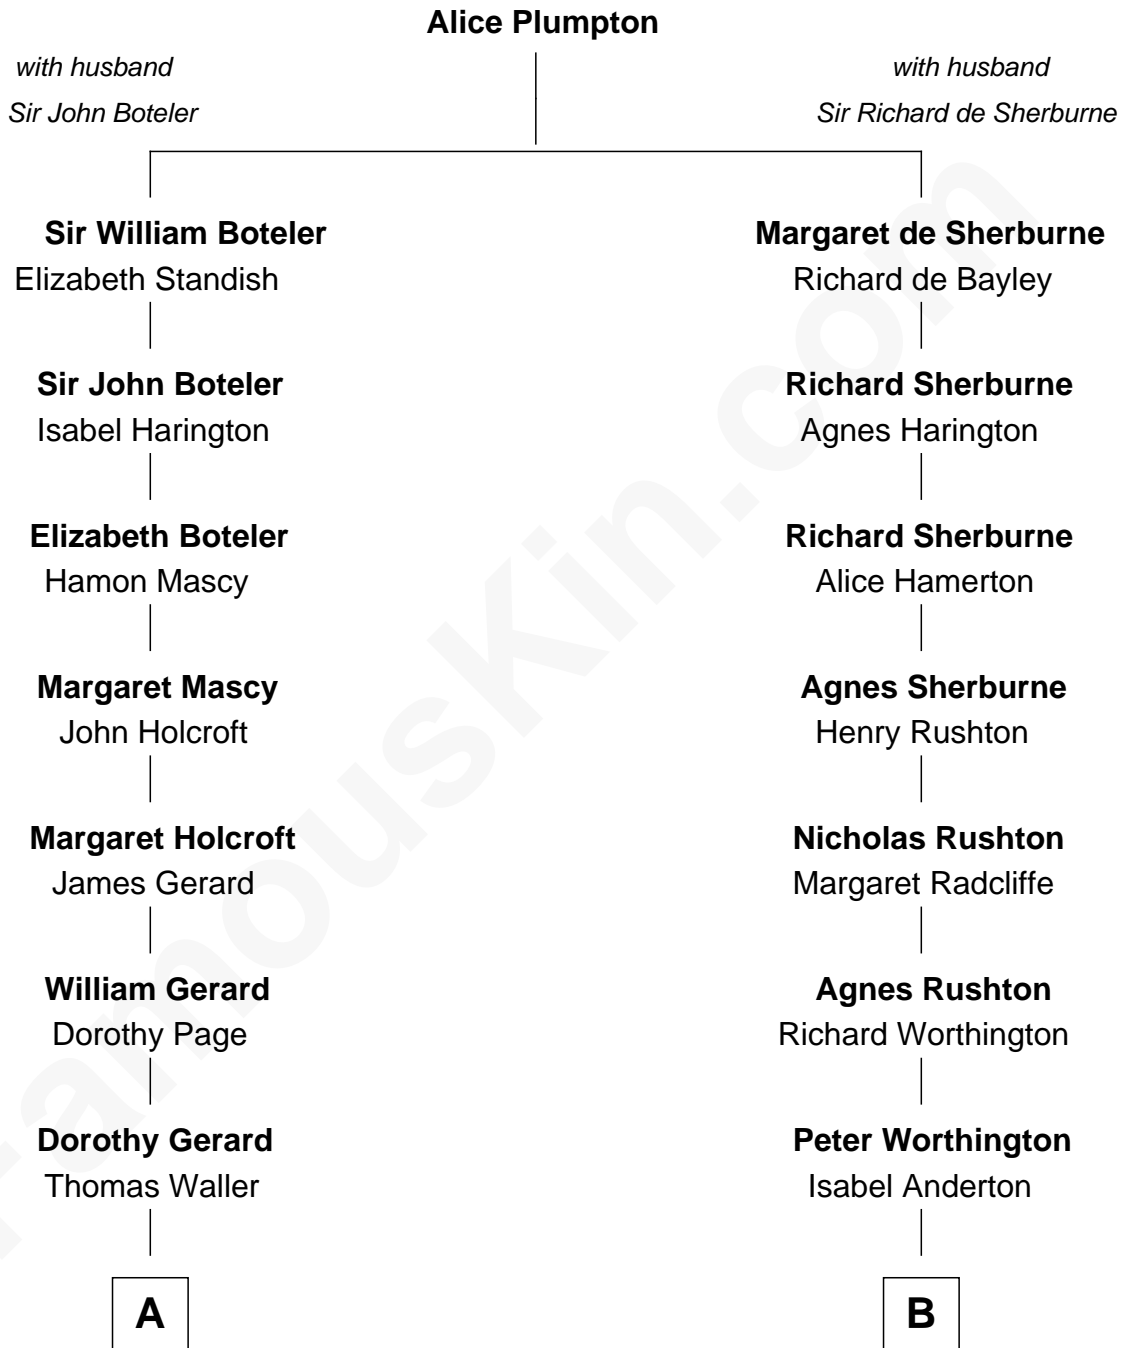 Alice Plumpton
with husband
Sir John Boteler
with husband
Sir Richard de Sherburne
Sir William Boteler
Elizabeth Standish
Margaret de Sherburne
Richard de Bayley
Sir John Boteler
Isabel Harington
Richard Sherburne
Agnes Harington
Elizabeth Boteler
Hamon Mascy
Richard Sherburne
Alice Hamerton
Margaret Mascy
John Holcroft
Agnes Sherburne
Henry Rushton
Margaret Holcroft
James Gerard
Nicholas Rushton
Margaret Radcliffe
William Gerard
Dorothy Page
Agnes Rushton
Richard Worthington
Dorothy Gerard
Thomas Waller
Peter Worthington
Isabel Anderton
A
B
FamousKin.com